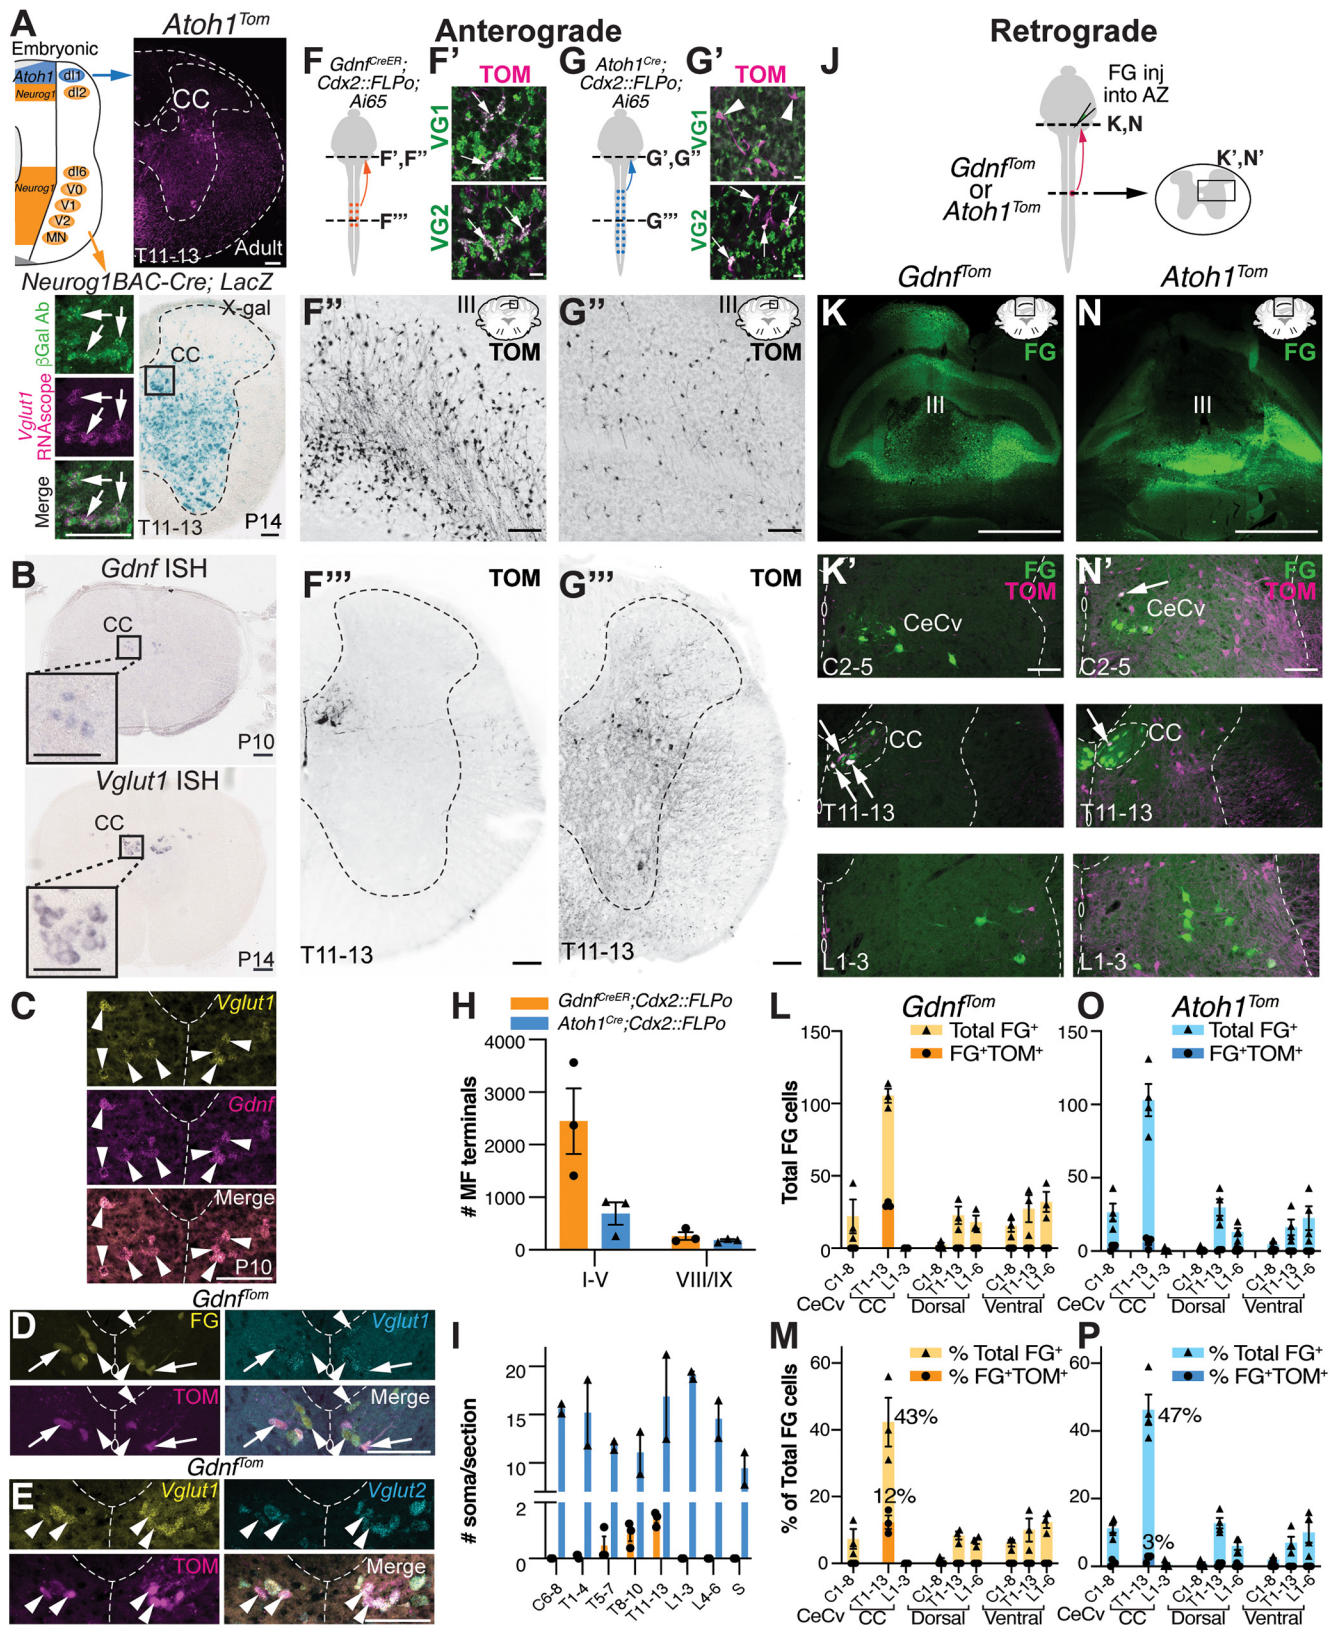 A
Atoh1Tom
Embryonic
Atoh1
dI1
Neurog1
dI2
CC
Neurog1
dI6
V0
V1
V2
MN
T11-13
Adult
Neurog1BAC-Cre; LacZ
βGal Ab
Vglut1
RNAscope
Merge
X-gal
CC
T11-13
P14
B
Gdnf ISH
CC
P10
Vglut1 ISH
CC
P14
C
Vglut1
Gdnf
Merge
P10
GdnfTom
D
FG
Vglut1
TOM
Merge
GdnfTom
E
Vglut1
Vglut2
TOM
Merge
Anterograde
F
GdnfCreER;
Cdx2::FLPo;
Ai65
F',F''
F'''
F'
TOM
VG1
VG2
G
Atoh1Cre;
Cdx2::FLPo;
Ai65
G',G''
G'''
G'
TOM
VG1
VG2
F''
III
TOM
G''
III
TOM
F'''
TOM
T11-13
G'''
TOM
T11-13
H
GdnfCreER;Cdx2::FLPo
Atoh1Cre;Cdx2::FLPo
# MF terminals
4000
3000
2000
1000
0
I-V
VIII/IX
I
# soma/section
20
15
10
2
0
C6-8
T1-4
T5-7
T8-10
T11-13
L1-3
L4-6
S
Retrograde
J
FG inj
into AZ
K,N
GdnfTom
or
Atoh1Tom
K',N'
GdnfTom
Atoh1Tom
K
FG
III
N
FG
III
K'
FG
TOM
CeCv
C2-5
N'
CeCv
C2-5
CC
T11-13
CC
T11-13
L1-3
L1-3
L
GdnfTom
Total FG+
FG+TOM+
Total FG cells
150
100
50
0
C1-8
T1-13
L1-3
C1-8
T1-13
L1-6
C1-8
T1-13
L1-6
CeCv
CC
Dorsal
Ventral
O
Atoh1Tom
Total FG+
FG+TOM+
150
100
50
0
C1-8
T1-13
L1-3
C1-8
T1-13
L1-6
C1-8
T1-13
L1-6
CeCv
CC
Dorsal
Ventral
M
% Total FG+
% FG+TOM+
% of Total FG cells
60
40
20
0
43%
12%
C1-8
T1-13
L1-3
C1-8
T1-13
L1-6
C1-8
T1-13
L1-6
CeCv
CC
Dorsal
Ventral
P
% Total FG+
% FG+TOM+
60
40
20
0
47%
3%
C1-8
T1-13
L1-3
C1-8
T1-13
L1-6
C1-8
T1-13
L1-6
CeCv
CC
Dorsal
Ventral